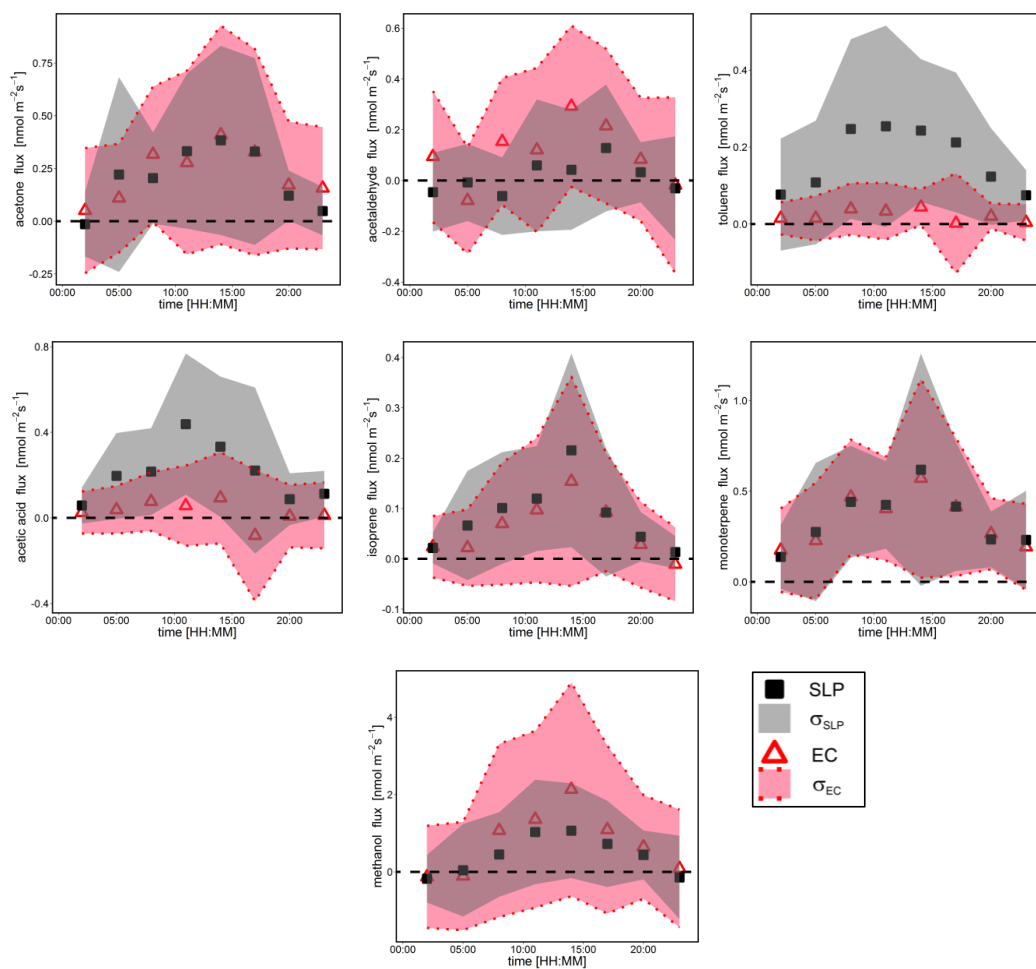 acetone flux [nmol m⁻²s⁻¹]
0.75
0.50
0.25
0.00
-0.25
00:00 05:00 10:00 15:00 20:00
time [HH:MM]
acetaldehyde flux [nmol m⁻²s⁻¹]
0.6
0.4
0.2
0.0
-0.2
-0.4
00:00 05:00 10:00 15:00 20:00
time [HH:MM]
toluene flux [nmol m⁻²s⁻¹]
0.4
0.2
0.0
00:00 05:00 10:00 15:00 20:00
time [HH:MM]
acetic acid flux [nmol m⁻²s⁻¹]
0.8
0.4
0.0
-0.4
00:00 05:00 10:00 15:00 20:00
time [HH:MM]
isoprene flux [nmol m⁻²s⁻¹]
0.4
0.3
0.2
0.1
0.0
-0.1
00:00 05:00 10:00 15:00 20:00
time [HH:MM]
monoterpene flux [nmol m⁻²s⁻¹]
1.0
0.5
0.0
00:00 05:00 10:00 15:00 20:00
time [HH:MM]
methanol flux [nmol m⁻²s⁻¹]
4
2
0
00:00 05:00 10:00 15:00 20:00
time [HH:MM]
SLP
σSLP
EC
σEC